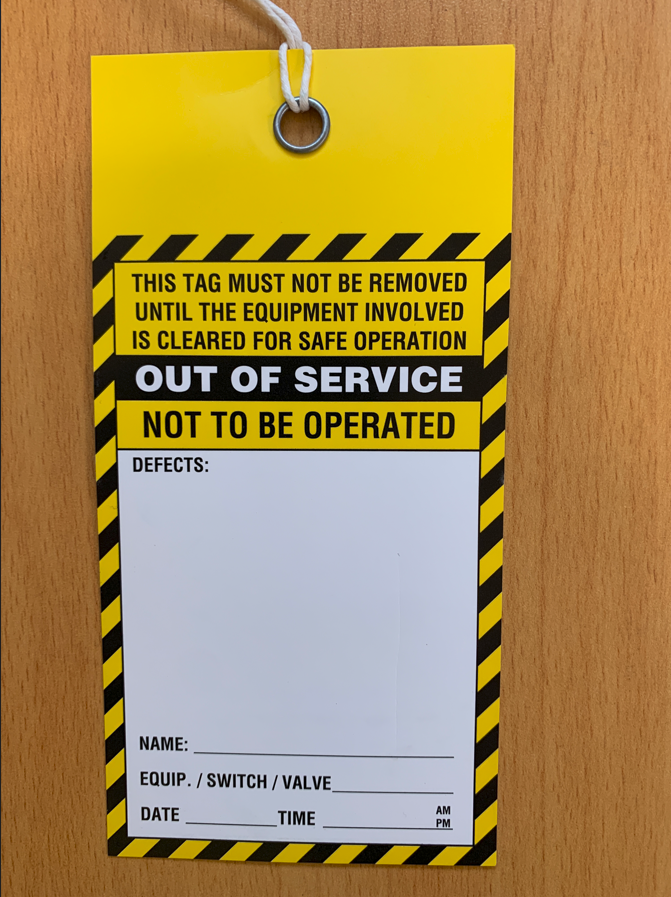 THIS TAG MUST NOT BE REMOVED
UNTIL THE EQUIPMENT INVOLVED
IS CLEARED FOR SAFE OPERATION
OUT OF SERVICE
NOT TO BE OPERATED
DEFECTS:
NAME:
EQUIP. / SWITCH / VALVE
DATE TIME AM
PM